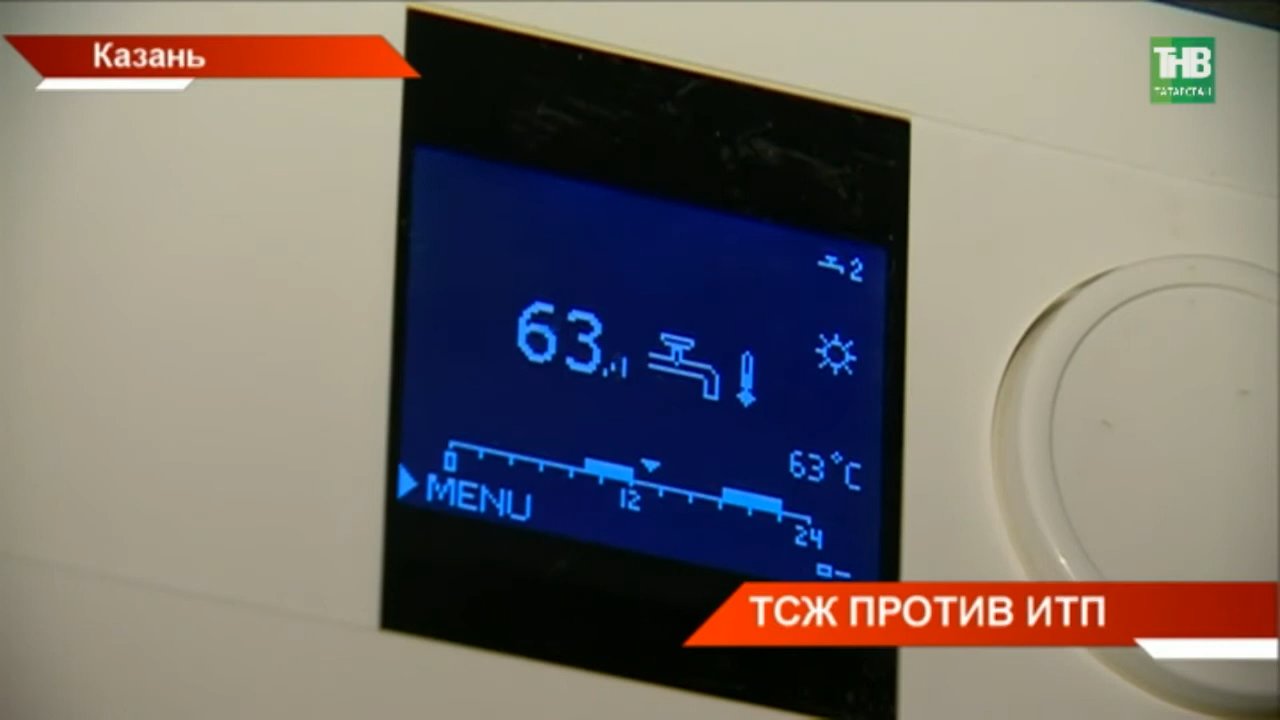 Казань
ТНВ
ТАТАРСТАН
2
63
63°C
0
12
24
MENU
ТСЖ ПРОТИВ ИТП